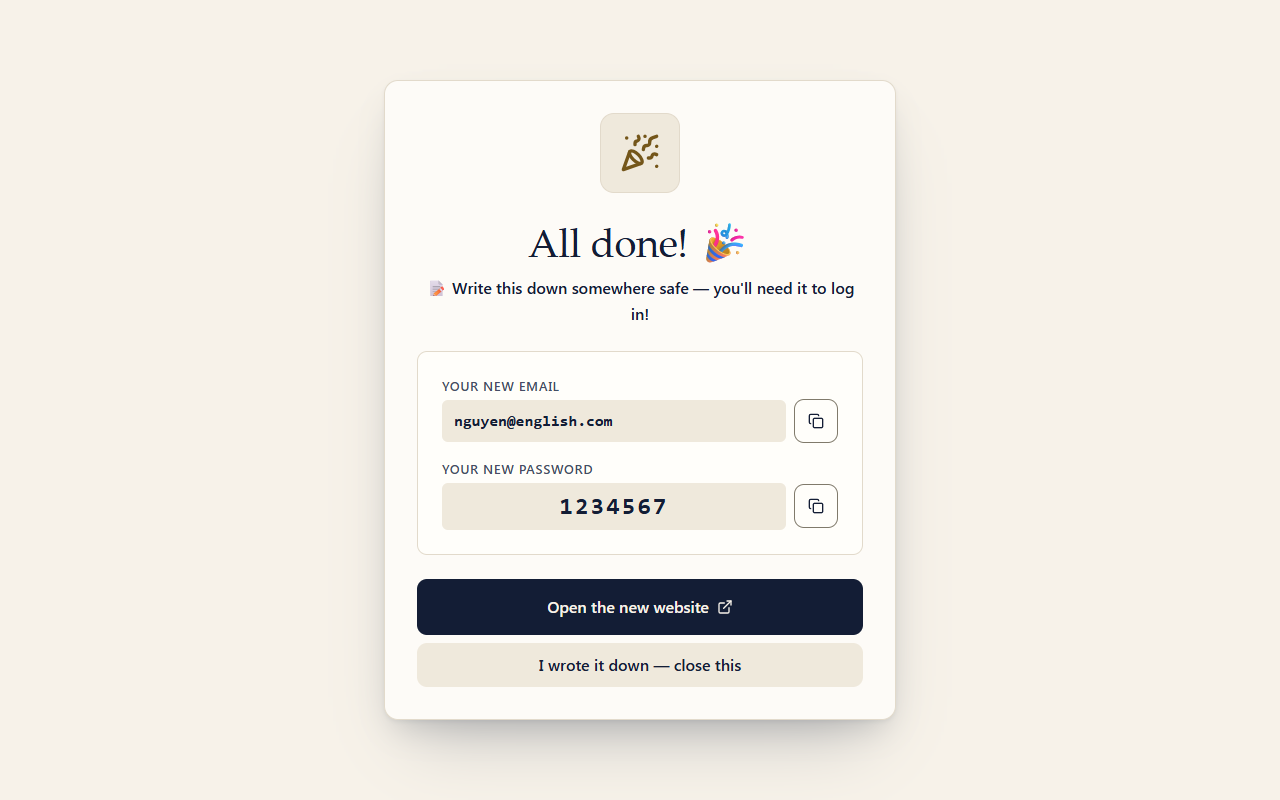 All done! 🎉
📝 Write this down somewhere safe — you'll need it to log
in!
YOUR NEW EMAIL
nguyen@english.com
YOUR NEW PASSWORD
1234567
Open the new website
I wrote it down — close this